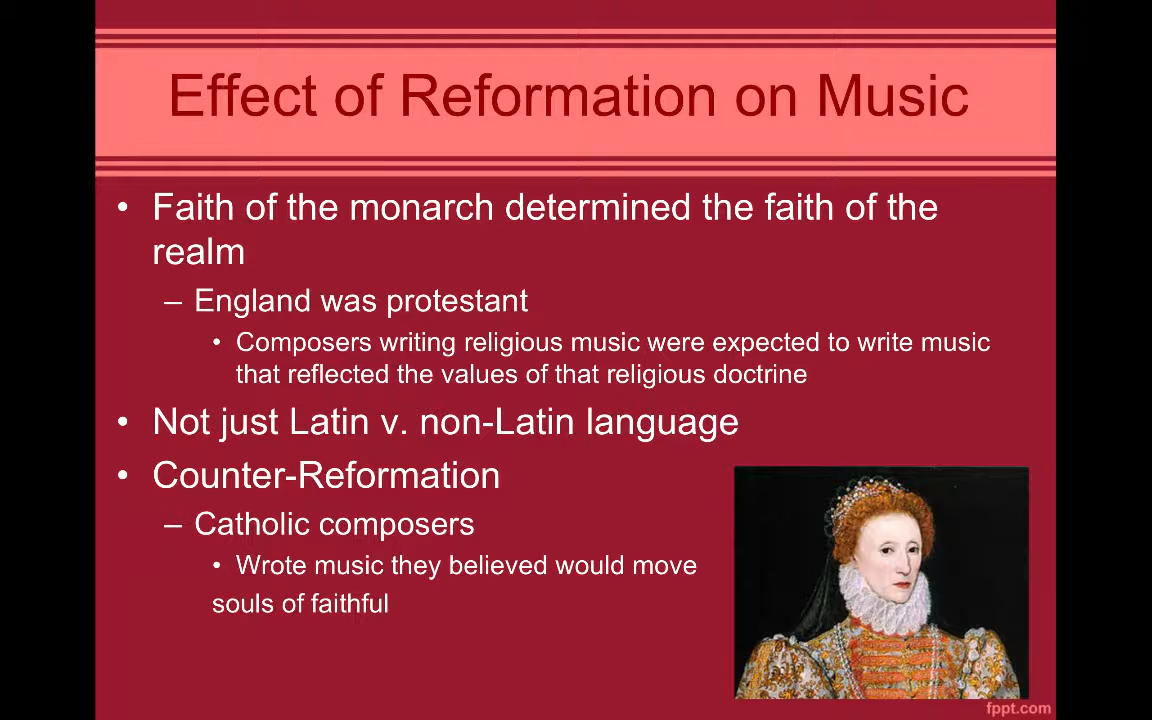 Effect of Reformation on Music
• Faith of the monarch determined the faith of the
realm
– England was protestant
• Composers writing religious music were expected to write music
that reflected the values of that religious doctrine
• Not just Latin v. non-Latin language
• Counter-Reformation
– Catholic composers
• Wrote music they believed would move
souls of faithful
fppt.com